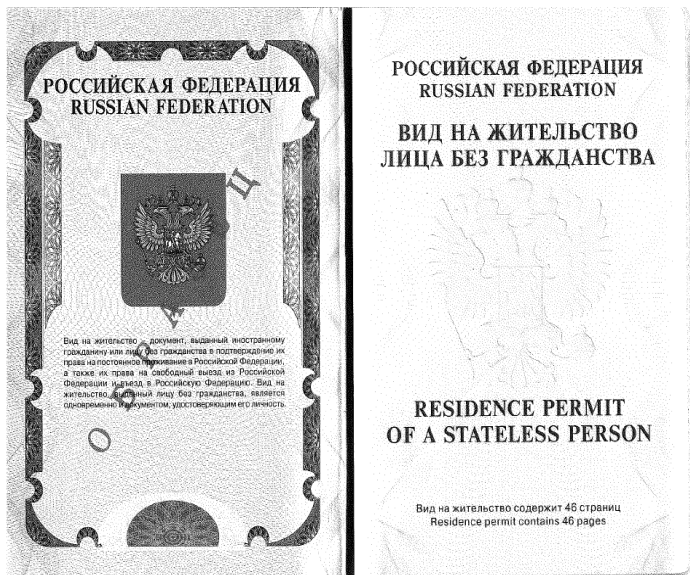 РОССИЙСКАЯ ФЕДЕРАЦИЯ
RUSSIAN FEDERATION
ОБРАЗЕЦ
Вид на жительство - документ, выданный иностранному
гражданину или лицу без гражданства в подтверждение их
права на постоянное проживание в Российской Федерации,
а также их права на свободный выезд из Российской
Федерации и въезд в Российскую Федерацию. Вид на
жительство, выданный лицу без гражданства, является
одновременно и документом, удостоверяющим его личность.
РОССИЙСКАЯ ФЕДЕРАЦИЯ
RUSSIAN FEDERATION
ВИД НА ЖИТЕЛЬСТВО
ЛИЦА БЕЗ ГРАЖДАНСТВА
RESIDENCE PERMIT
OF A STATELESS PERSON
Вид на жительство содержит 46 страниц
Residence permit contains 46 pages